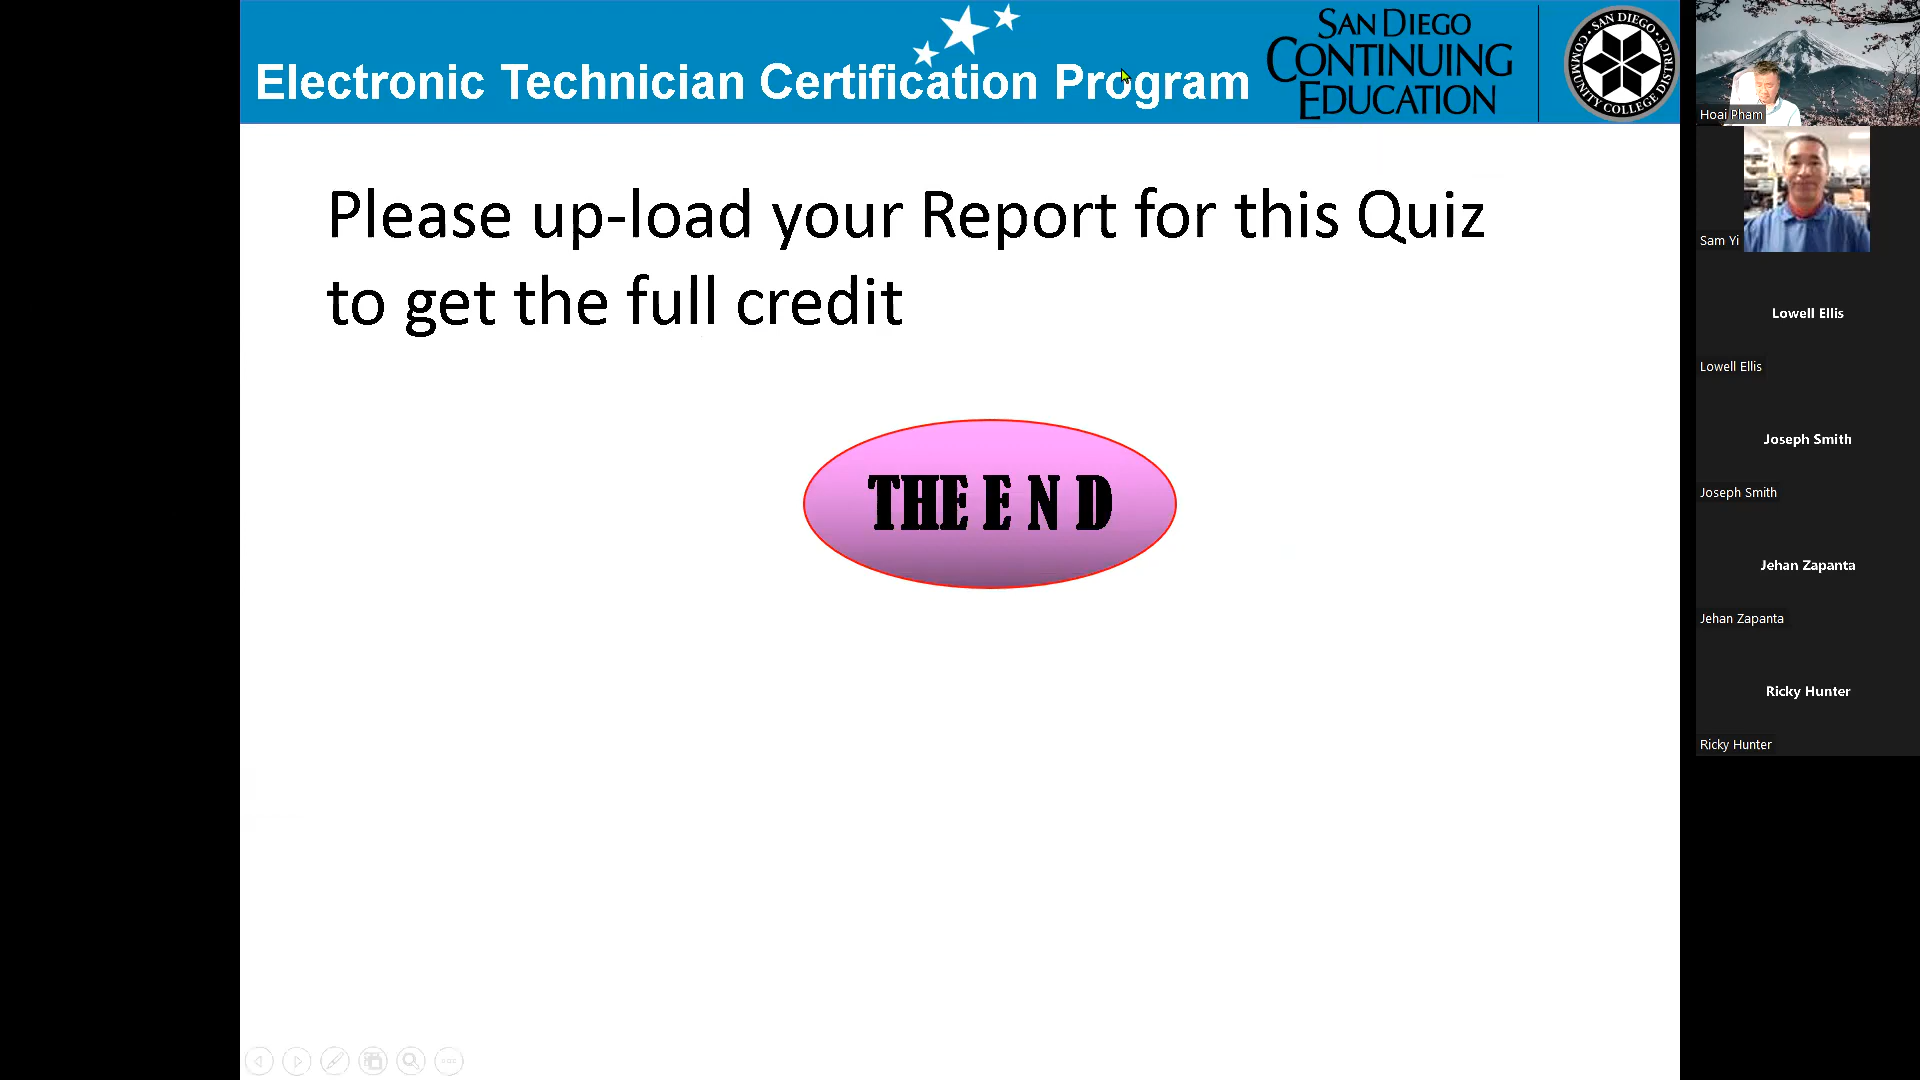 Electronic Technician Certification Program
SAN DIEGO
CONTINUING
EDUCATION
SAN DIEGO
COMMUNITY COLLEGE DISTRICT
Please up-load your Report for this Quiz
to get the full credit
THE E N D
Hoai Pham
Sam Yi
Lowell Ellis
Lowell Ellis
Joseph Smith
Joseph Smith
Jehan Zapanta
Jehan Zapanta
Ricky Hunter
Ricky Hunter